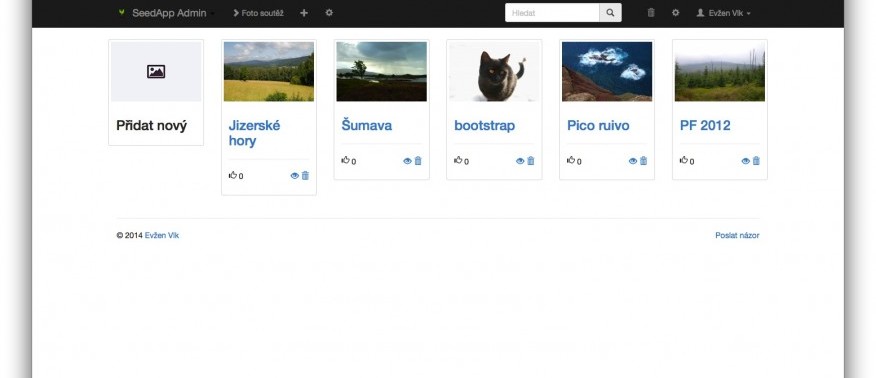 SeedApp Admin
Foto soutěž
Hledat
Evžen Vlk
Přidat nový
Jizerské
hory
0
Šumava
0
bootstrap
0
Pico ruivo
0
PF 2012
0
© 2014 Evžen Vlk
Poslat názor